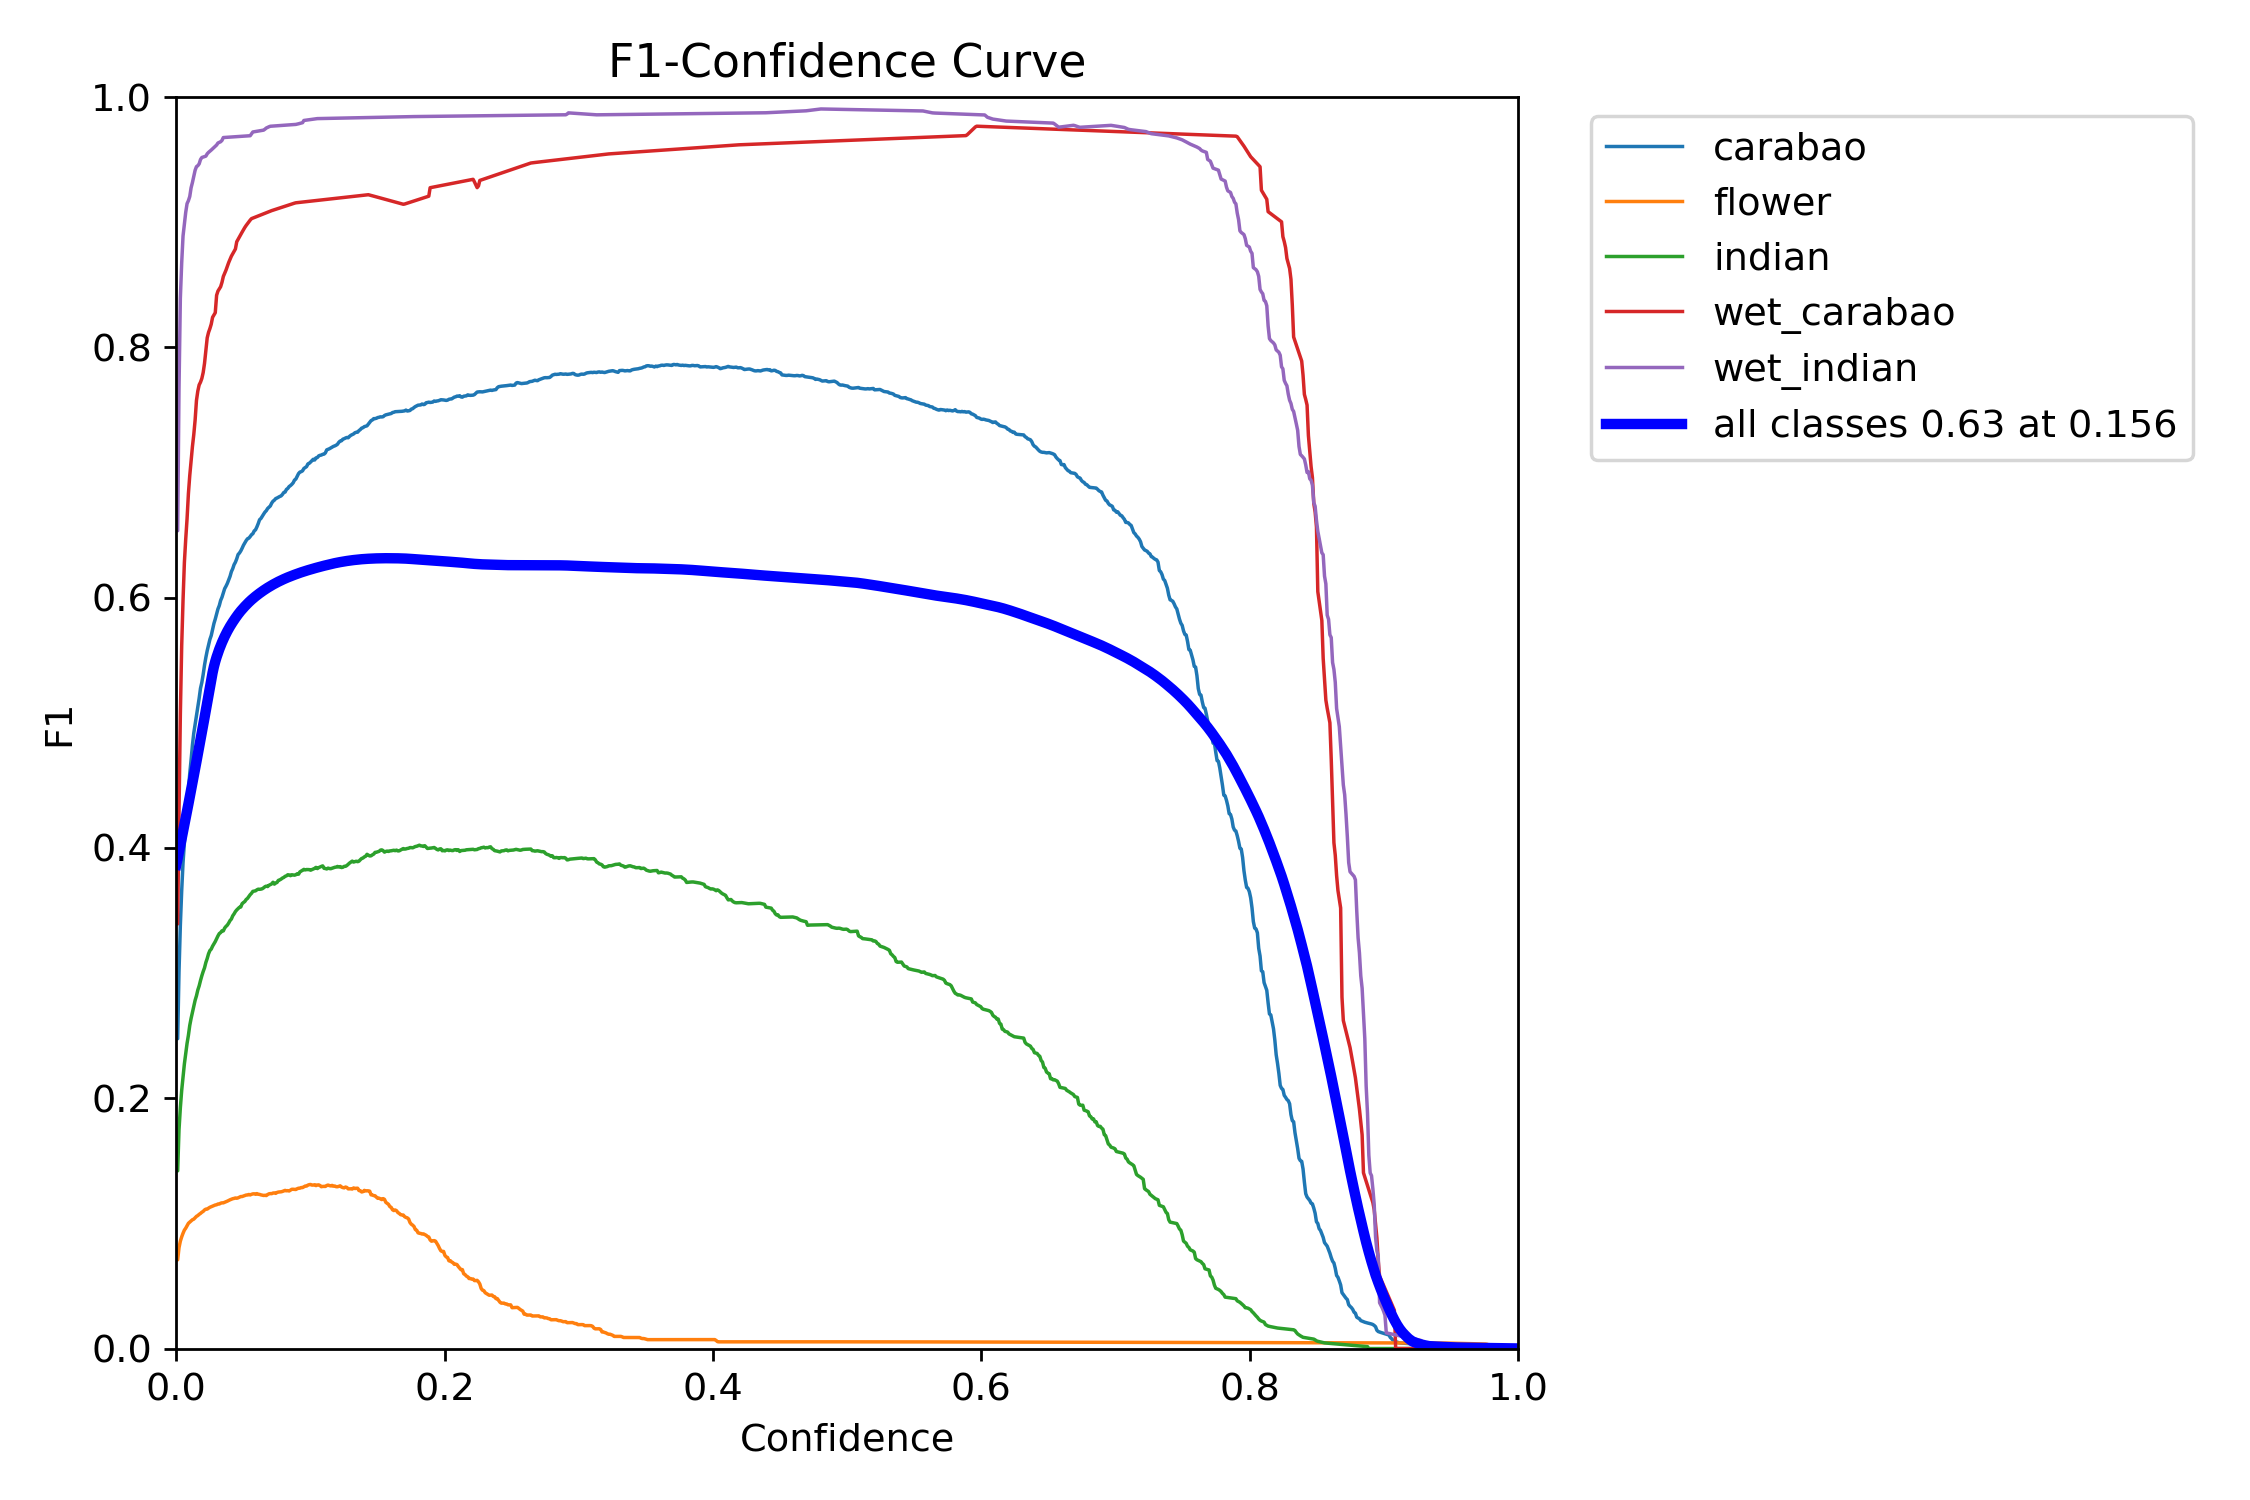 F1-Confidence Curve
1.0
0.8
0.6
0.4
0.2
0.0
F1
0.0 0.2 0.4 0.6 0.8 1.0
Confidence
carabao
flower
indian
wet_carabao
wet_indian
all classes 0.63 at 0.156